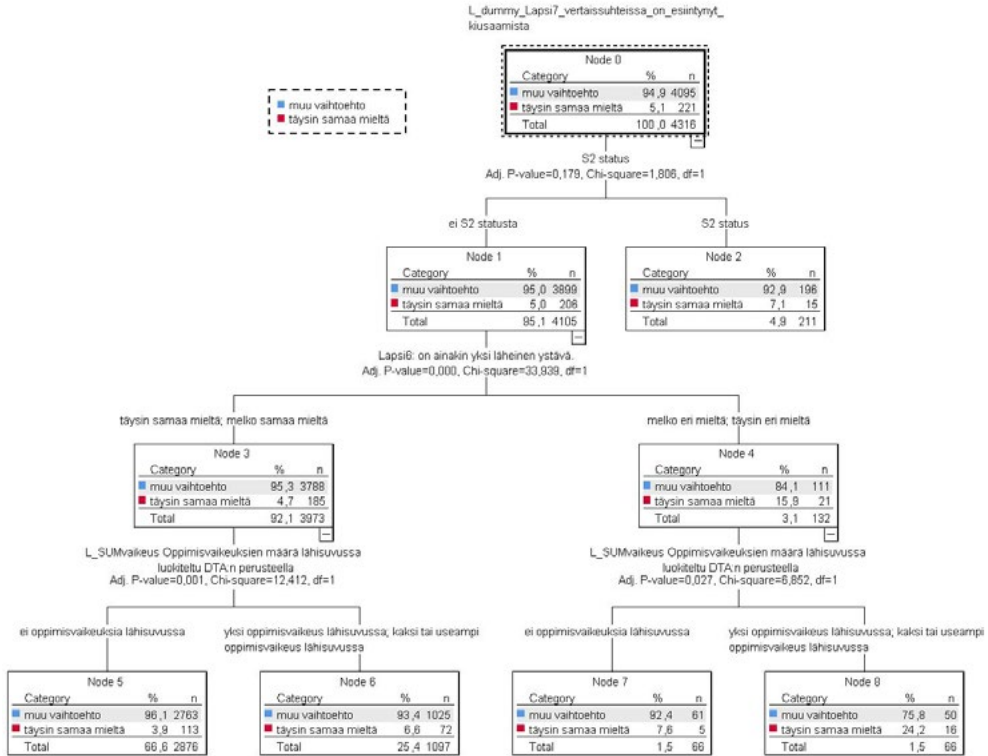 L_dummy_Lapsi7_vertaissuhteissa_on_esiintynyt_
kiusaamista
muu vaihtoehto
täysin samaa mieltä
Node 0
Category % n
muu vaihtoehto 94,9 4095
täysin samaa mieltä 5,1 221
Total 100,0 4316
S2 status
Adj. P-value=0,179, Chi-square=1,806, df=1
ei S2 statusta
S2 status
Node 1
Category % n
muu vaihtoehto 95,0 3899
täysin samaa mieltä 5,0 206
Total 95,1 4105
Node 2
Category % n
muu vaihtoehto 92,9 196
täysin samaa mieltä 7,1 15
Total 4,9 211
Lapsi6: on ainakin yksi läheinen ystävä.
Adj. P-value=0,000, Chi-square=33,939, df=1
täysin samaa mieltä; melko samaa mieltä
melko eri mieltä; täysin eri mieltä
Node 3
Category % n
muu vaihtoehto 95,3 3788
täysin samaa mieltä 4,7 185
Total 92,1 3973
Node 4
Category % n
muu vaihtoehto 84,1 111
täysin samaa mieltä 15,9 21
Total 3,1 132
L_SUMvaikeus Oppimisvaikeuksien määrä lähisuvussa
luokiteltu DTA:n perusteella
Adj. P-value=0,001, Chi-square=12,412, df=1
L_SUMvaikeus Oppimisvaikeuksien määrä lähisuvussa
luokiteltu DTA:n perusteella
Adj. P-value=0,027, Chi-square=6,852, df=1
ei oppimisvaikeuksia lähisuvussa
yksi oppimisvaikeus lähisuvussa; kaksi tai useampi
oppimisvaikeus lähisuvussa
ei oppimisvaikeuksia lähisuvussa
yksi oppimisvaikeus lähisuvussa; kaksi tai useampi
oppimisvaikeus lähisuvussa
Node 5
Category % n
muu vaihtoehto 96,1 2763
täysin samaa mieltä 3,9 113
Total 66,6 2876
Node 6
Category % n
muu vaihtoehto 93,4 1025
täysin samaa mieltä 6,6 72
Total 25,4 1097
Node 7
Category % n
muu vaihtoehto 92,4 61
täysin samaa mieltä 7,6 5
Total 1,5 66
Node 8
Category % n
muu vaihtoehto 75,8 50
täysin samaa mieltä 24,2 16
Total 1,5 66